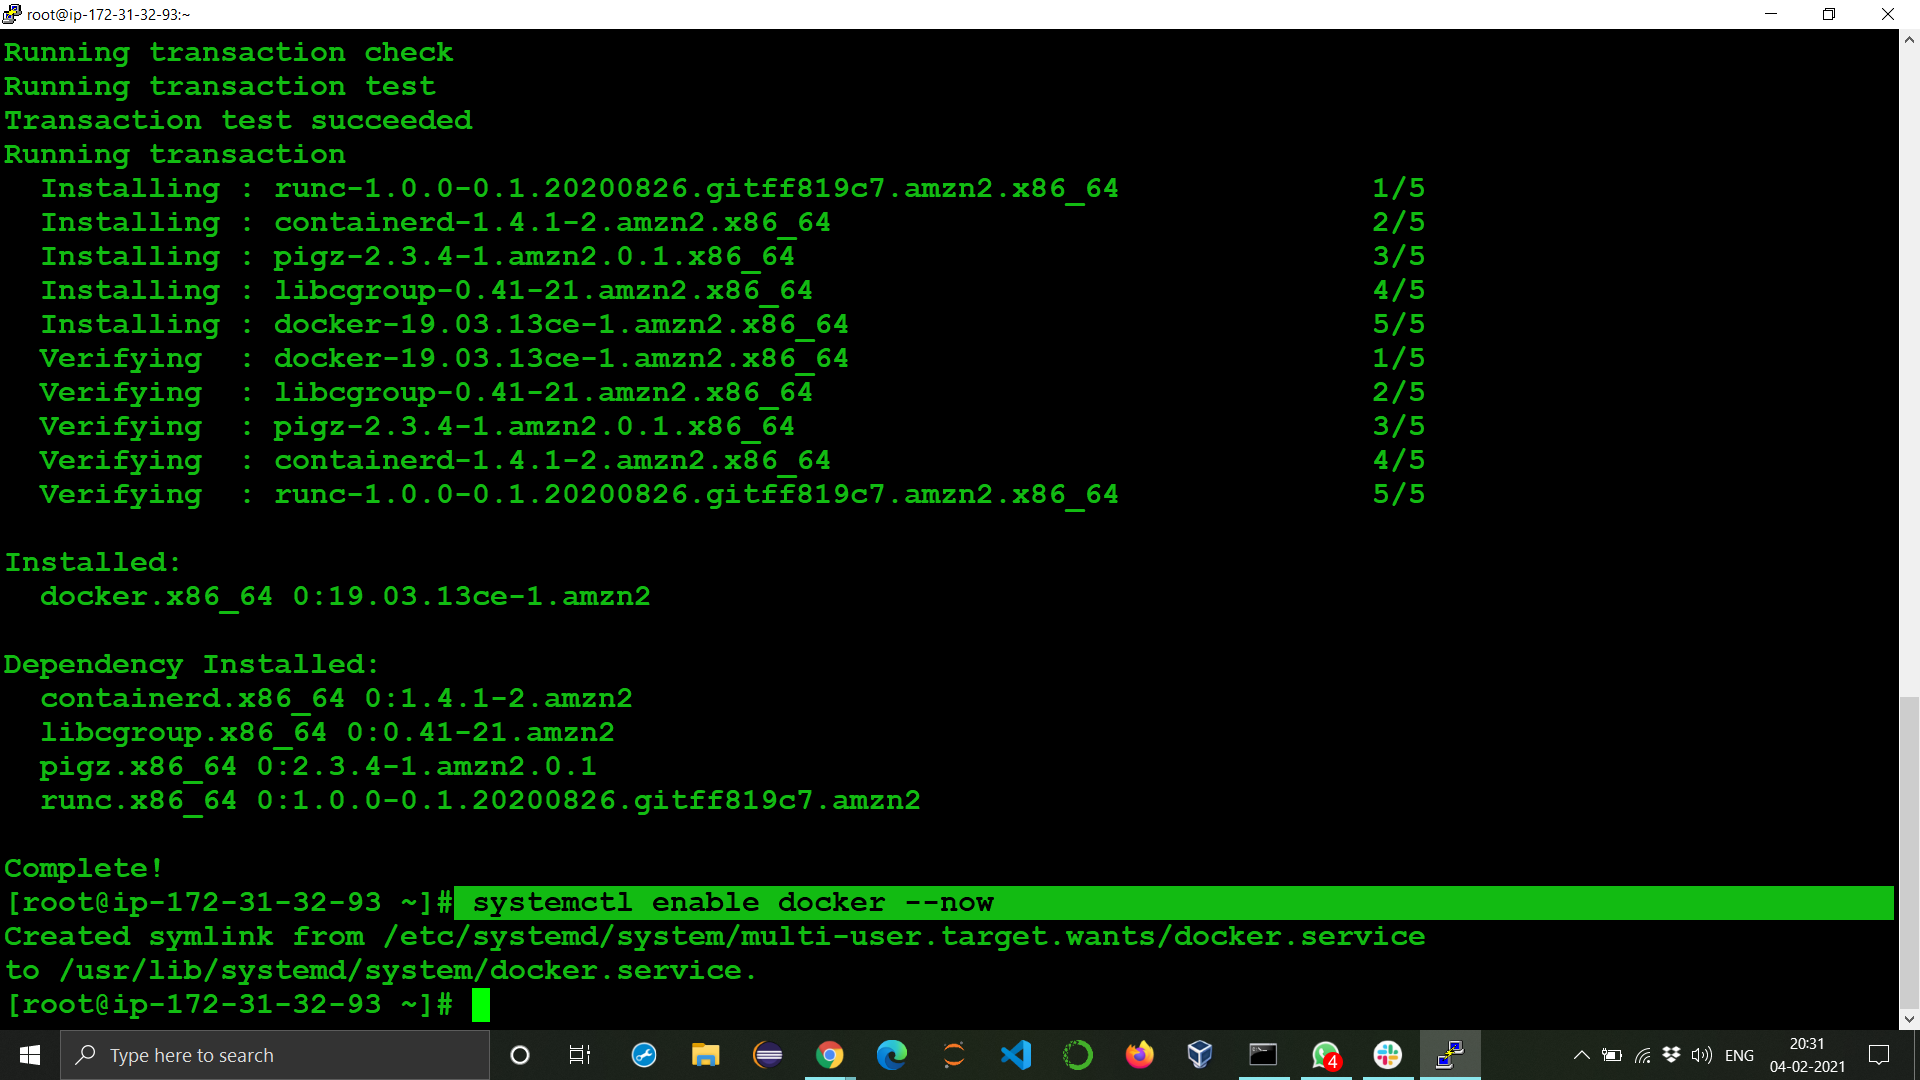 root@ip-172-31-32-93:~
Running transaction check
Running transaction test
Transaction test succeeded
Running transaction
  Installing : runc-1.0.0-0.1.20200826.gitff819c7.amzn2.x86_64 1/5
  Installing : containerd-1.4.1-2.amzn2.x86_64 2/5
  Installing : pigz-2.3.4-1.amzn2.0.1.x86_64 3/5
  Installing : libcgroup-0.41-21.amzn2.x86_64 4/5
  Installing : docker-19.03.13ce-1.amzn2.x86_64 5/5
  Verifying  : docker-19.03.13ce-1.amzn2.x86_64 1/5
  Verifying  : libcgroup-0.41-21.amzn2.x86_64 2/5
  Verifying  : pigz-2.3.4-1.amzn2.0.1.x86_64 3/5
  Verifying  : containerd-1.4.1-2.amzn2.x86_64 4/5
  Verifying  : runc-1.0.0-0.1.20200826.gitff819c7.amzn2.x86_64 5/5
Installed:
  docker.x86_64 0:19.03.13ce-1.amzn2
Dependency Installed:
  containerd.x86_64 0:1.4.1-2.amzn2
  libcgroup.x86_64 0:0.41-21.amzn2
  pigz.x86_64 0:2.3.4-1.amzn2.0.1
  runc.x86_64 0:1.0.0-0.1.20200826.gitff819c7.amzn2
Complete!
[root@ip-172-31-32-93 ~]# systemctl enable docker --now
Created symlink from /etc/systemd/system/multi-user.target.wants/docker.service
to /usr/lib/systemd/system/docker.service.
[root@ip-172-31-32-93 ~]#
Type here to search
4
ENG
20:31
04-02-2021